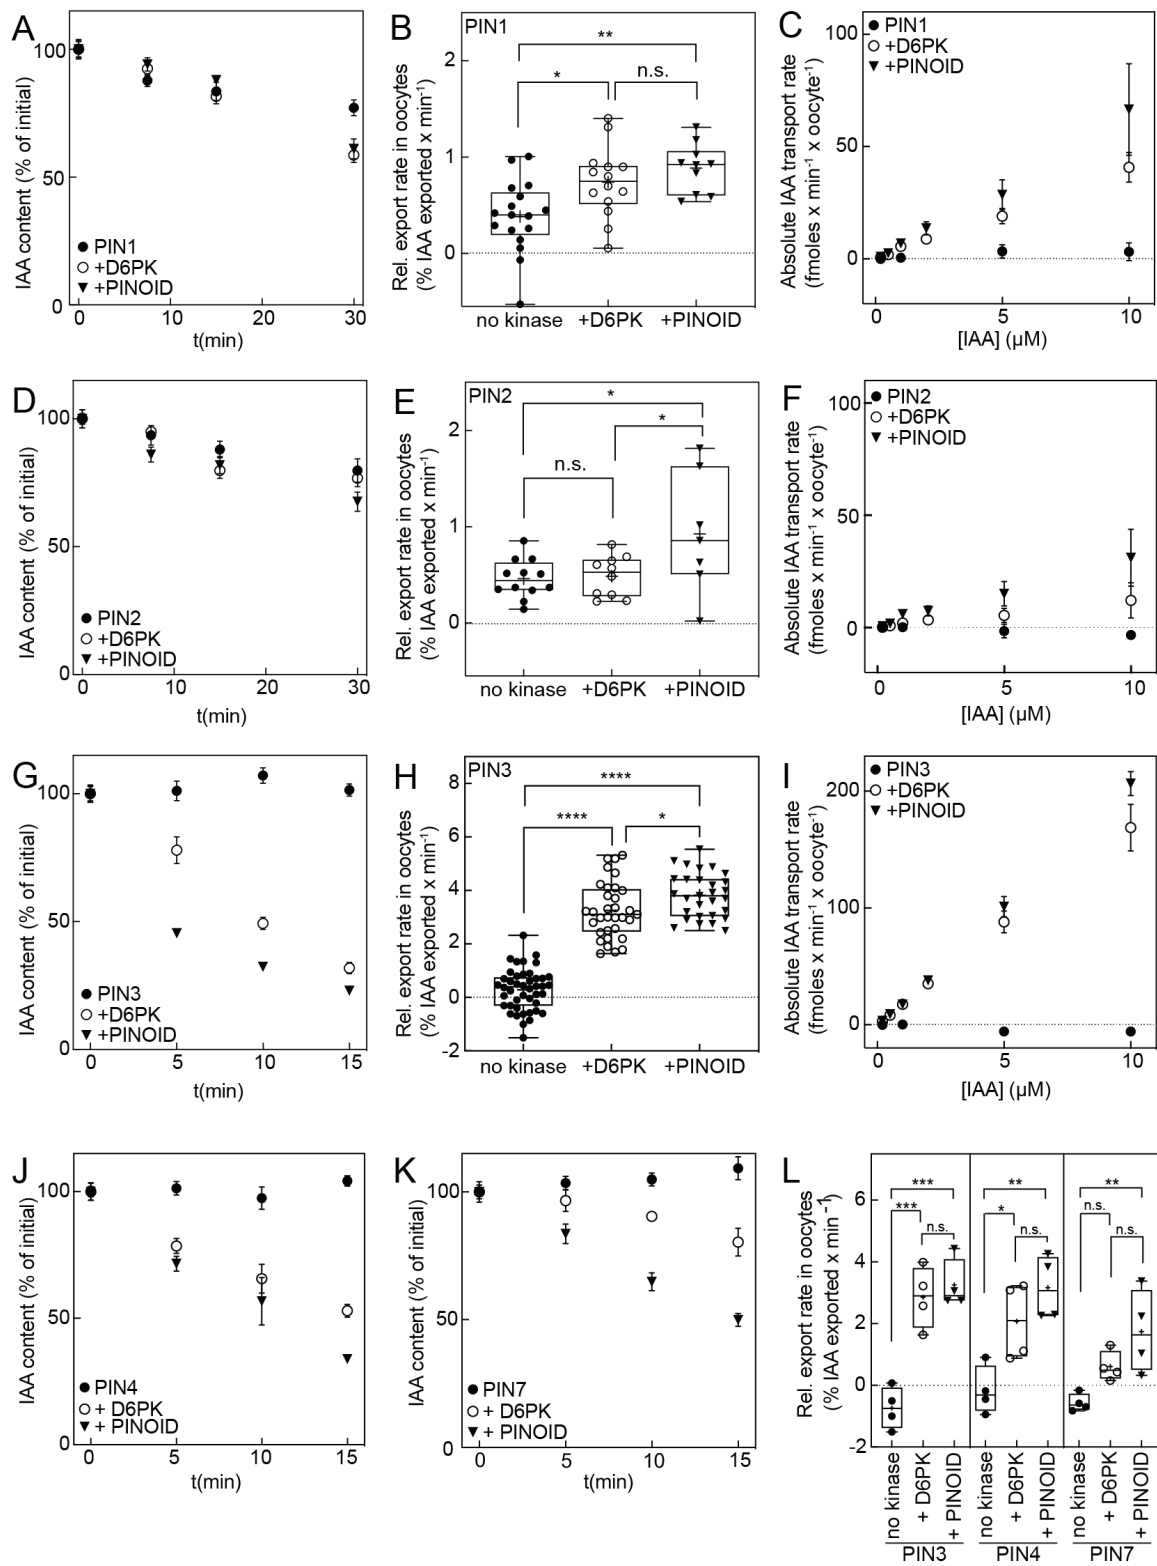 A
IAA content (% of initial)
100
50
0
PIN1
+D6PK
+PINOID
0 10 20 30
t(min)
B
PIN1
Rel. export rate in oocytes
(% IAA exported x min-1)
2
1
0
**
*
n.s.
no kinase +D6PK +PINOID
C
PIN1
+D6PK
+PINOID
Absolute IAA transport rate
(fmoles x min-1 x oocyte-1)
100
50
0
0 5 10
[IAA] (µM)
D
IAA content (% of initial)
100
50
0
PIN2
+D6PK
+PINOID
0 10 20 30
t(min)
E
PIN2
Rel. export rate in oocytes
(% IAA exported x min-1)
2
1
0
*
*
n.s.
no kinase +D6PK +PINOID
F
PIN2
+D6PK
+PINOID
Absolute IAA transport rate
(fmoles x min-1 x oocyte-1)
100
50
0
0 5 10
[IAA] (µM)
G
IAA content (% of initial)
100
50
0
PIN3
+D6PK
+PINOID
0 5 10 15
t(min)
H
PIN3
Rel. export rate in oocytes
(% IAA exported x min-1)
8
6
4
2
0
-2
****
****
*
no kinase +D6PK +PINOID
I
PIN3
+D6PK
+PINOID
Absolute IAA transport rate
(fmoles x min-1 x oocyte-1)
200
100
0
0 5 10
[IAA] (µM)
J
IAA content (% of initial)
100
50
0
PIN4
+ D6PK
+ PINOID
0 5 10 15
t(min)
K
IAA content (% of initial)
100
50
0
PIN7
+ D6PK
+ PINOID
0 5 10 15
t(min)
L
Rel. export rate in oocytes
(% IAA exported x min-1)
6
4
2
0
-2
*** ** **
*** * n.s.
n.s. n.s. n.s.
no kinase
+ D6PK
+ PINOID
no kinase
+ D6PK
+ PINOID
no kinase
+ D6PK
+ PINOID
PIN3 PIN4 PIN7